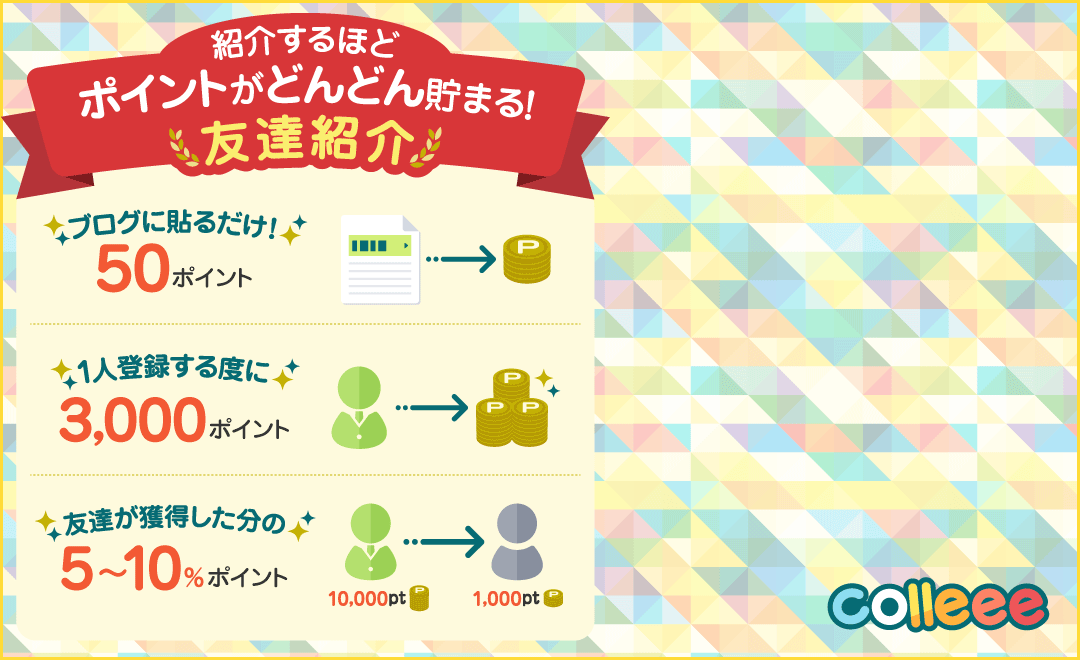 紹介するほど
ポイントがどんどん貯まる!
友達紹介
ブログに貼るだけ!
50ポイント
P
1人登録する度に
3,000ポイント
P
P P
友達が獲得した分の
5〜10%ポイント
10,000pt P 1,000pt P
colleee